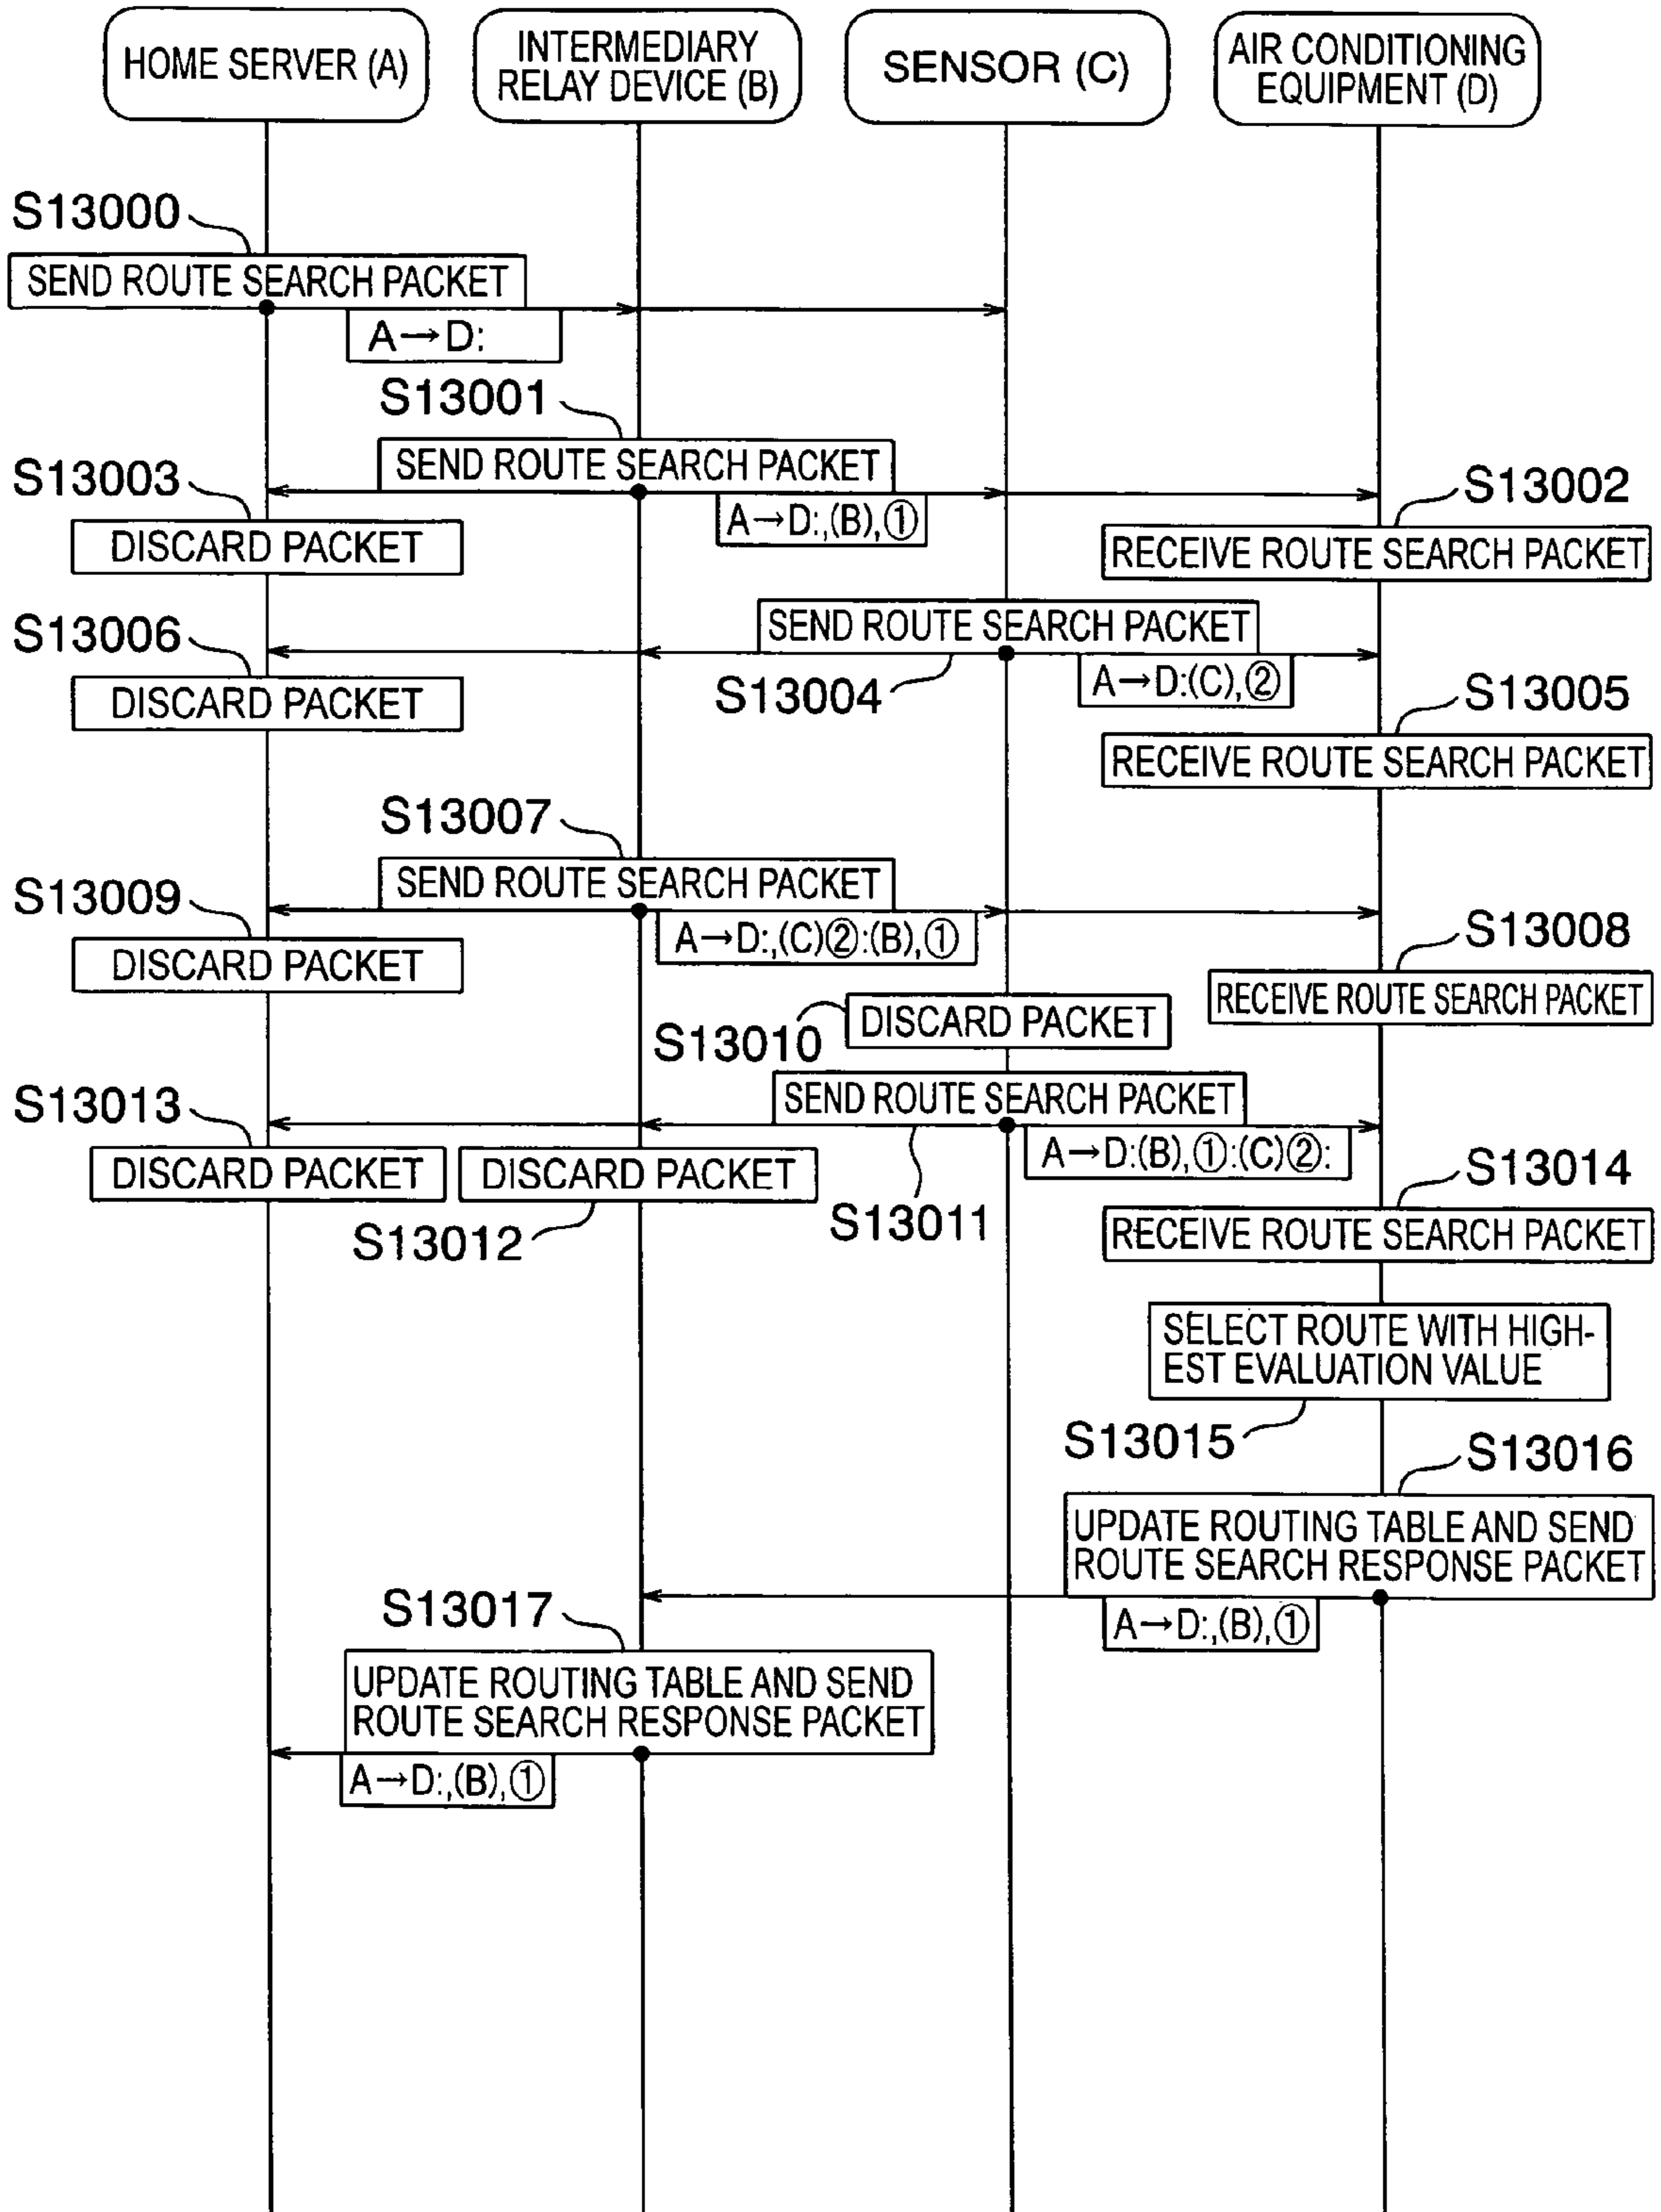 HOME SERVER (A)
INTERMEDIARY
RELAY DEVICE (B)
SENSOR (C)
AIR CONDITIONING
EQUIPMENT (D)
S13000
SEND ROUTE SEARCH PACKET
A→D:
S13001
SEND ROUTE SEARCH PACKET
A→D:,(B),①
S13003
DISCARD PACKET
S13002
RECEIVE ROUTE SEARCH PACKET
SEND ROUTE SEARCH PACKET
S13004
A→D:(C),②
S13006
DISCARD PACKET
S13005
RECEIVE ROUTE SEARCH PACKET
S13007
SEND ROUTE SEARCH PACKET
A→D:,(C)②:(B),①
S13009
DISCARD PACKET
S13008
RECEIVE ROUTE SEARCH PACKET
S13010
DISCARD PACKET
SEND ROUTE SEARCH PACKET
A→D:(B),①:(C)②:
S13011
S13013
DISCARD PACKET
DISCARD PACKET
S13012
S13014
RECEIVE ROUTE SEARCH PACKET
SELECT ROUTE WITH HIGH-
EST EVALUATION VALUE
S13015
S13016
UPDATE ROUTING TABLE AND SEND
ROUTE SEARCH RESPONSE PACKET
A→D:,(B),①
S13017
UPDATE ROUTING TABLE AND SEND
ROUTE SEARCH RESPONSE PACKET
A→D:,(B),①